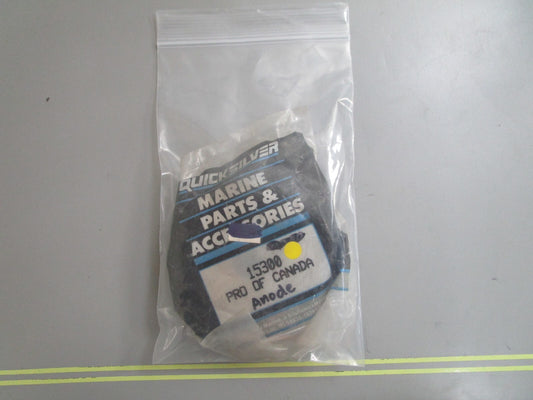 QUICKSILVER
MARINE
PARTS &
ACCESSORIES
15300
PRO OF CANADA
Anode